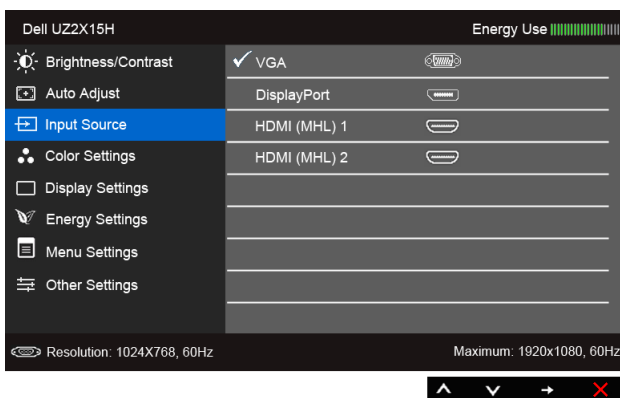 Dell UZ2X15H Energy Use
Brightness/Contrast VGA
Auto Adjust DisplayPort
Input Source HDMI (MHL) 1
Color Settings HDMI (MHL) 2
Display Settings
Energy Settings
Menu Settings
Other Settings
Resolution: 1024X768, 60Hz Maximum: 1920x1080, 60Hz